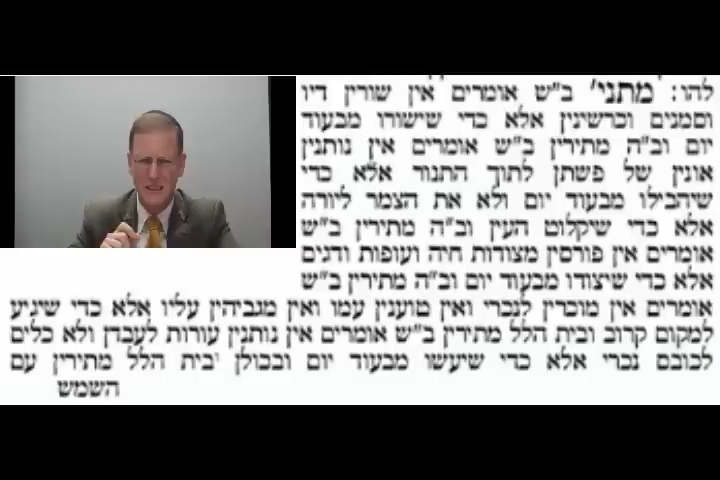 להו: מתני׳ ב״ש אומרים אין שורין דיו
וסמנים וכרשינין אלא כדי שישורו מבעוד
יום וב״ה מתירין ב״ש אומרים אין נותנין
אונין של פשתן לתוך התנור אלא כדי
שיהבילו מבעוד יום ולא את הצמר ליורה
אלא כדי שיקלוט העין וב״ה מתירין ב״ש
אומרים אין פורסין מצודות חיה ועופות ודגים
אלא כדי שיצודו מבעוד יום וב״ה מתירין ב״ש
אומרים אין מוכרין לנכרי ואין טוענין עמו ואין מגביהין עליו אלא כדי שיגיע
למקום קרוב ובית הלל מתירין ב״ש אומרים אין נותנין עורות לעבדן ולא כלים
לכובס נכרי אלא כדי שיעשו מבעוד יום ובכולן ובית הלל מתירין עם
השמש